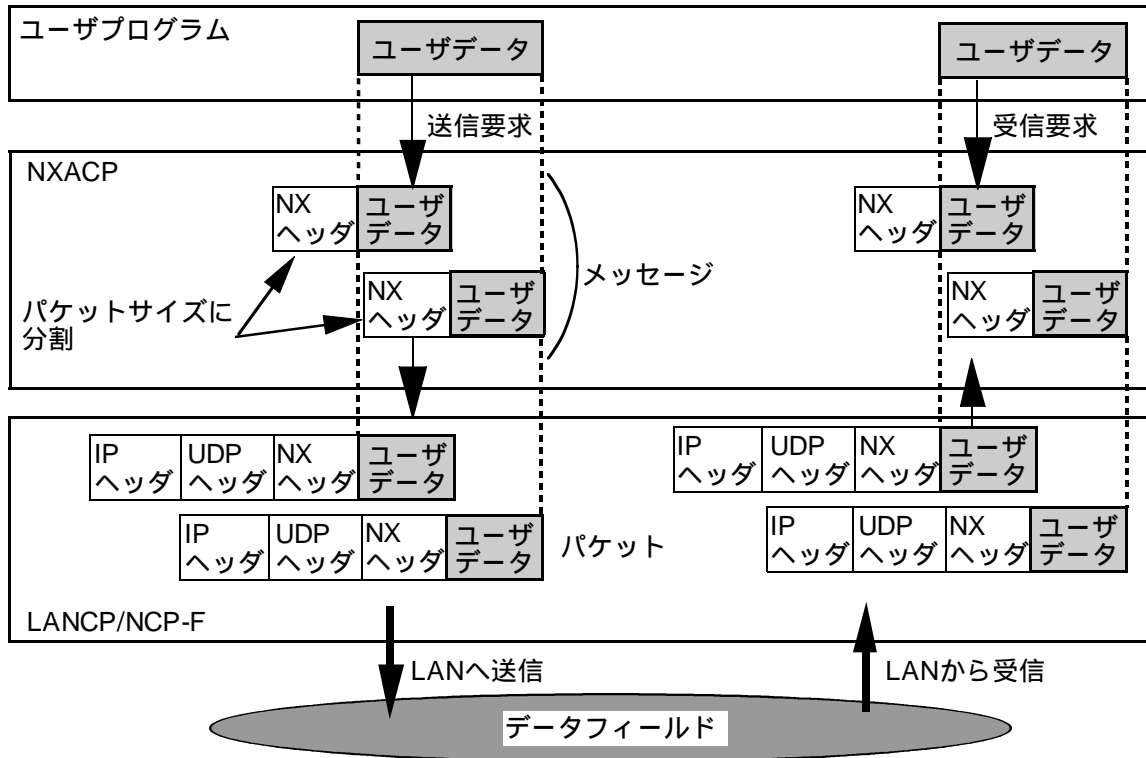 ユーザプログラム
ユーザデータ
ユーザデータ
送信要求
受信要求
NXACP
NX
ヘッダ
ユーザ
データ
NX
ヘッダ
ユーザ
データ
NX
ヘッダ
ユーザ
データ
NX
ヘッダ
ユーザ
データ
メッセージ
パケットサイズに
分割
IP
ヘッダ
UDP
ヘッダ
NX
ヘッダ
ユーザ
データ
IP
ヘッダ
UDP
ヘッダ
NX
ヘッダ
ユーザ
データ
IP
ヘッダ
UDP
ヘッダ
NX
ヘッダ
ユーザ
データ
パケット
IP
ヘッダ
UDP
ヘッダ
NX
ヘッダ
ユーザ
データ
LANCP/NCP-F
LANへ送信
LANから受信
データフィールド